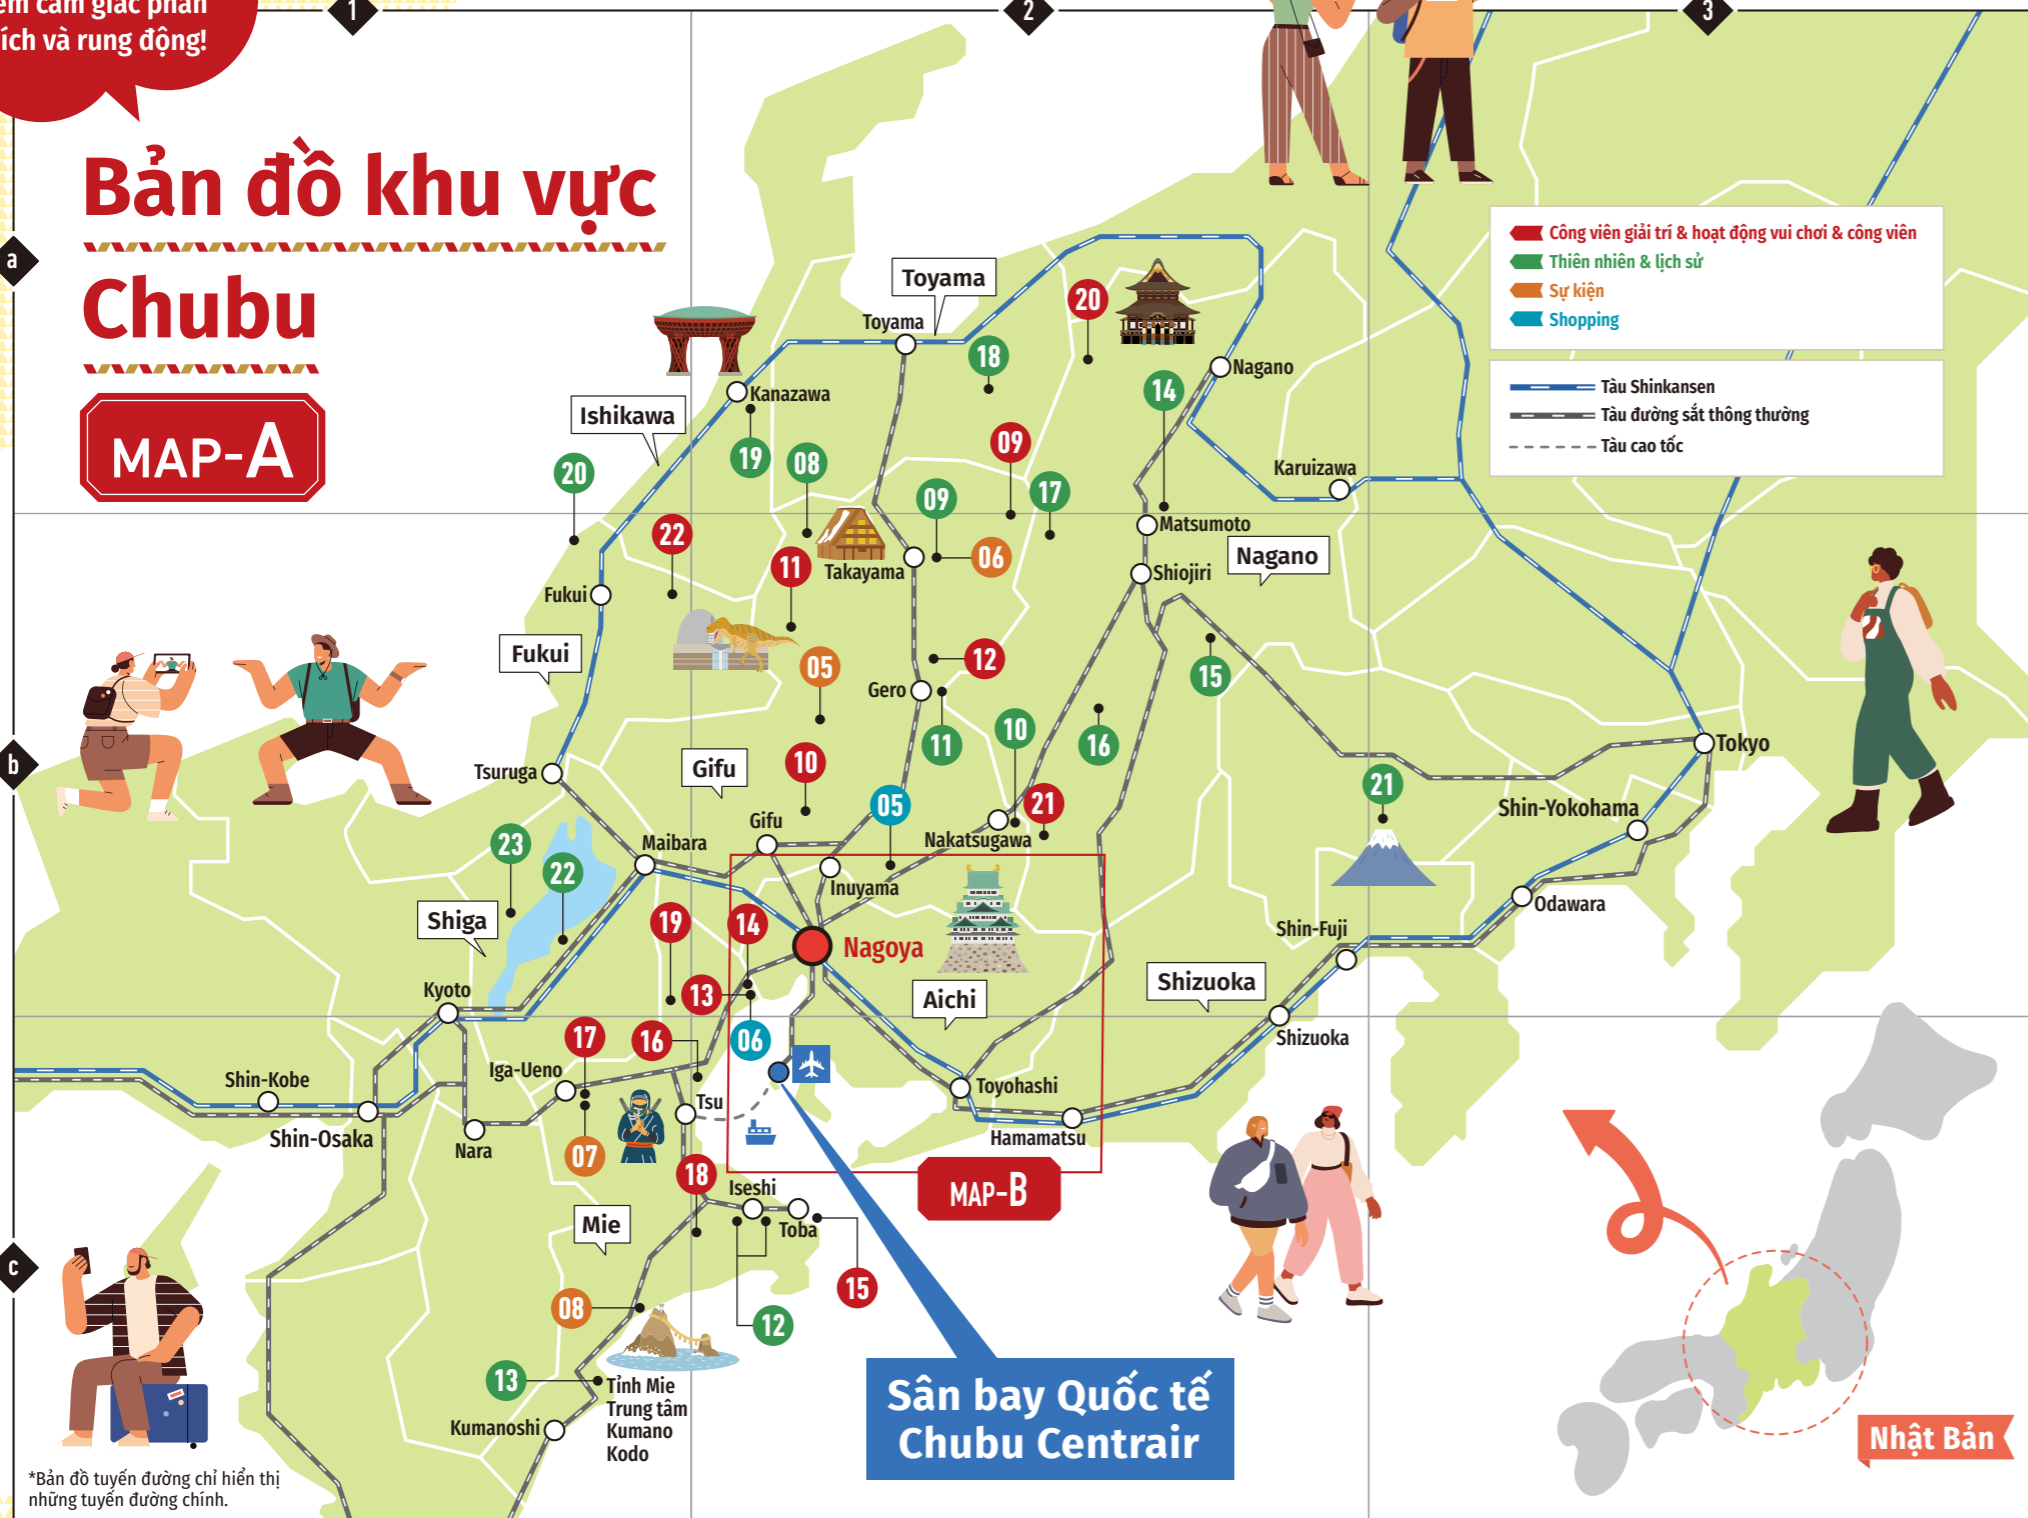 ích và rung động!
1
2
3
a
b
c
Bản đồ khu vực
Chubu
MAP-A
Công viên giải trí & hoạt động vui chơi & công viên
Thiên nhiên & lịch sử
Sự kiện
Shopping
Tàu Shinkansen
Tàu đường sắt thông thường
Tàu cao tốc
Toyama
Toyama
20
18
Nagano
14
Kanazawa
Ishikawa
19
08
20
09
09
17
Karuizawa
Matsumoto
Nagano
22
11
Takayama
06
Shiojiri
Fukui
Fukui
05
12
15
Gero
11
10
16
Tsuruga
Gifu
10
05
21
21
Tokyo
Shin-Yokohama
Gifu
Nakatsugawa
Maibara
23
22
Inuyama
Odawara
Shiga
19
14
Nagoya
Shin-Fuji
Kyoto
13
Aichi
Shizuoka
17
16
06
Shizuoka
Iga-Ueno
Shin-Kobe
Tsu
Toyohashi
Shin-Osaka
Nara
07
Hamamatsu
18
Iseshi
MAP-B
Mie
Toba
15
08
12
13
Tỉnh Mie
Trung tâm
Kumano
Kodo
Kumanoshi
Sân bay Quốc tế
Chubu Centrair
Nhật Bản
*Bản đồ tuyến đường chỉ hiển thị
những tuyến đường chính.